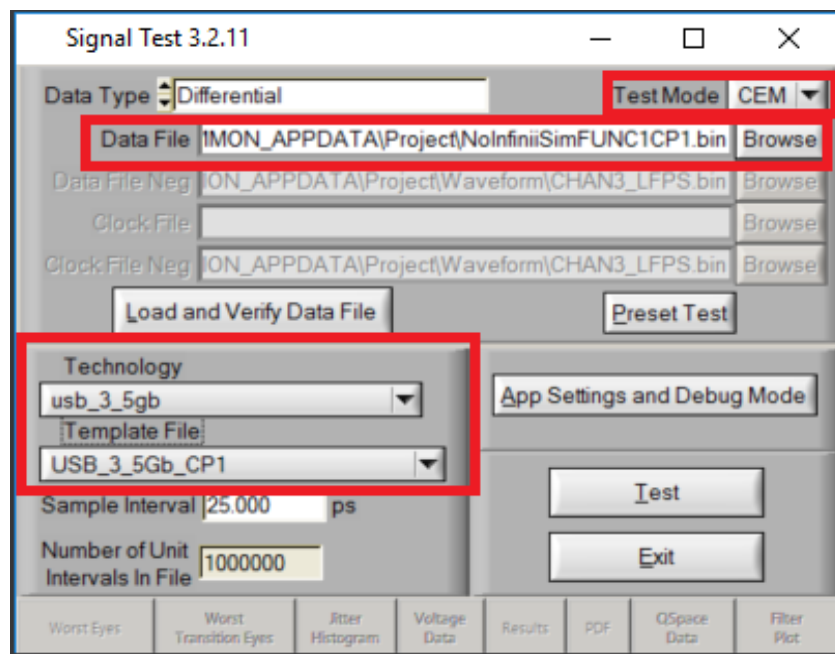 Signal Test 3.2.11
Data Type Differential Test Mode CEM
Data File 1MON_APPDATA\Project\NoInfiniiSimFUNC1CP1.bin Browse
Data File Neg ION_APPDATA\Project\Waveform\CHAN3_LFPS.bin Browse
Clock File Browse
Clock File Neg ION_APPDATA\Project\Waveform\CHAN3_LFPS.bin Browse
Load and Verify Data File Preset Test
Technology
usb_3_5gb App Settings and Debug Mode
Template File
USB_3_5Gb_CP1
Sample Interval 25.000 ps Test
Number of Unit
Intervals In File 1000000 Exit
Worst Eyes Worst Transition Eyes Jitter Histogram Voltage Data Results PDF QSpace Data Filter Plot